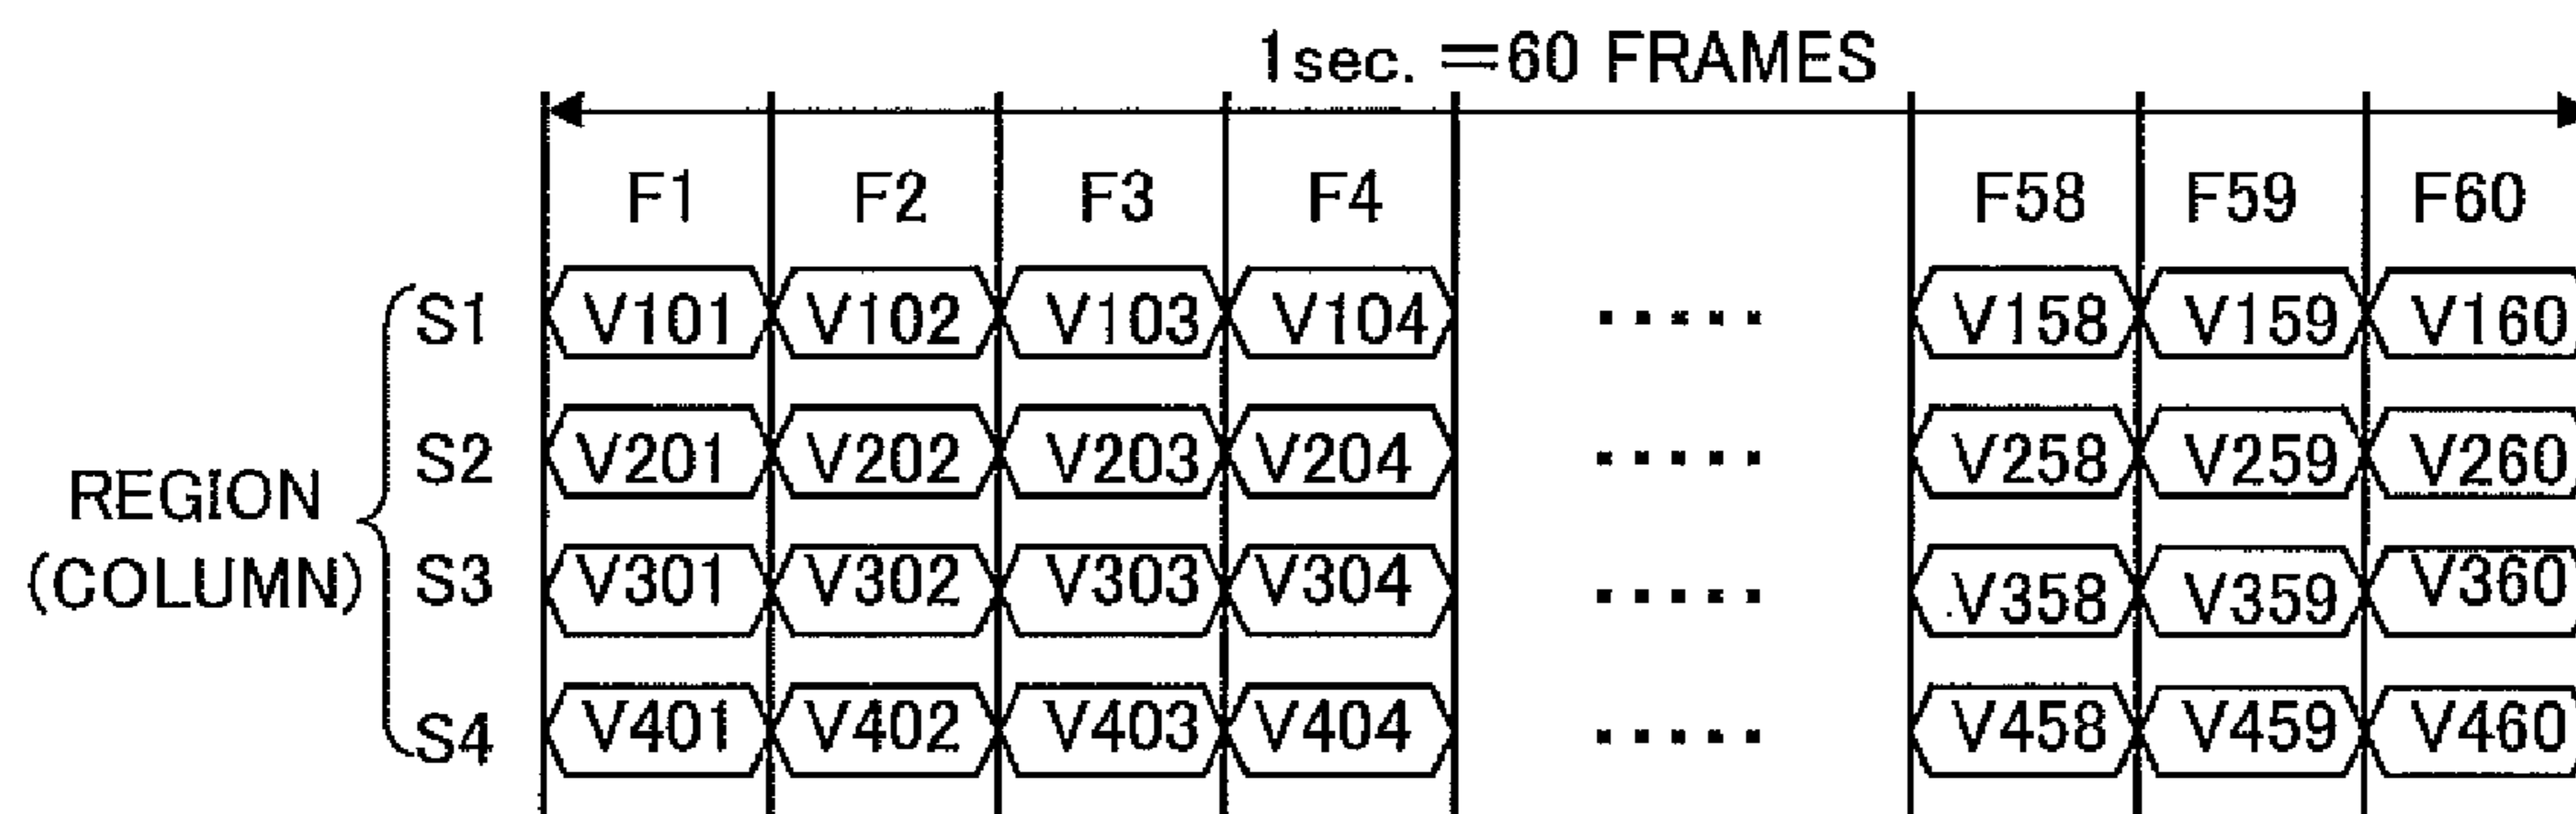 1sec. =60 FRAMES
F1 F2 F3 F4 F58 F59 F60
S1 V101 V102 V103 V104 ..... V158 V159 V160
S2 V201 V202 V203 V204 ..... V258 V259 V260
REGION
(COLUMN)
S3 V301 V302 V303 V304 ..... V358 V359 V360
S4 V401 V402 V403 V404 ..... V458 V459 V460